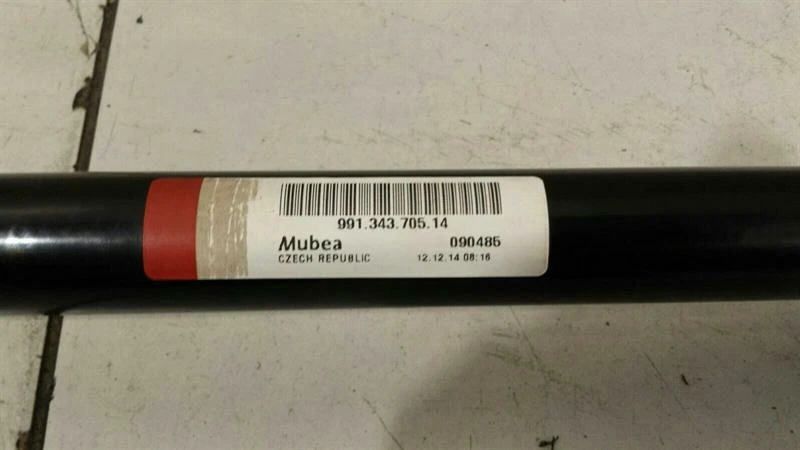 991.343.705.14
Mubea 090485
CZECH REPUBLIC 12.12.14 08:16